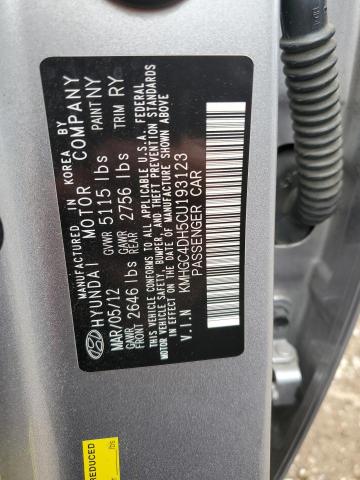 MANUFACTURED IN KOREA BY
HYUNDAI MOTOR COMPANY
MAR/05/12 GVWR 5115 lbs PAINT NY
GAWR FRONT 2646 lbs GAWR REAR 2756 lbs TRIM RY
THIS VEHICLE CONFORMS TO ALL APPLICABLE U.S.A. FEDERAL
MOTOR VEHICLE SAFETY, BUMPER, AND THEFT PREVENTION STANDARDS
IN EFFECT ON THE DATE OF MANUFACTURE SHOWN ABOVE.
V.I.N KMHGC4DH5CU193123
PASSENGER CAR
REDUCED
lbs